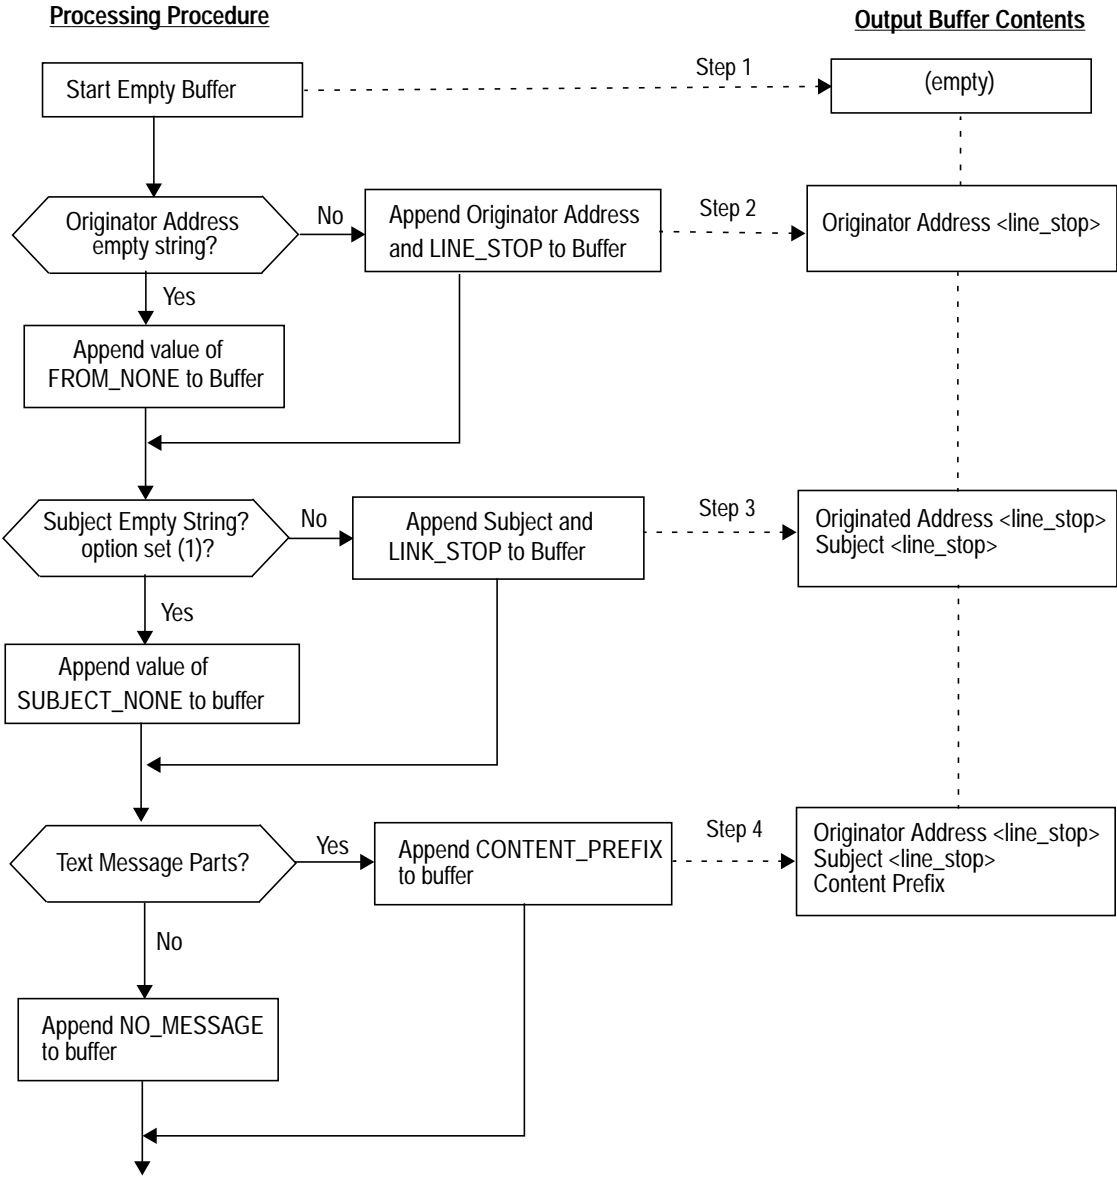 Processing Procedure
Output Buffer Contents
Start Empty Buffer
Step 1
(empty)
Originator Address
empty string?
No
Append Originator Address
and LINE_STOP to Buffer
Step 2
Originator Address <line_stop>
Yes
Append value of
FROM_NONE to Buffer
Subject Empty String?
option set (1)?
No
Append Subject and
LINK_STOP to Buffer
Step 3
Originated Address <line_stop>
Subject <line_stop>
Yes
Append value of
SUBJECT_NONE to buffer
Text Message Parts?
Yes
Append CONTENT_PREFIX
to buffer
Step 4
Originator Address <line_stop>
Subject <line_stop>
Content Prefix
No
Append NO_MESSAGE
to buffer